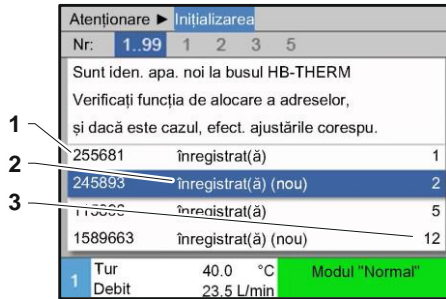 Atenționare ► Inițializarea
Nr: 1..99 1 2 3 5
Sunt iden. apa. noi la busul HB-THERM
Verificați funcția de alocare a adreselor,
și dacă este cazul, efect. ajustările corespu.
1
255681 înregistrat(ă) 1
2
245893 înregistrat(ă) (nou) 2
3
înregistrat(ă) 5
1589663 înregistrat(ă) (nou) 12
1 Tur 40.0 °C Modul "Normal"
Debit 23.5 L/min